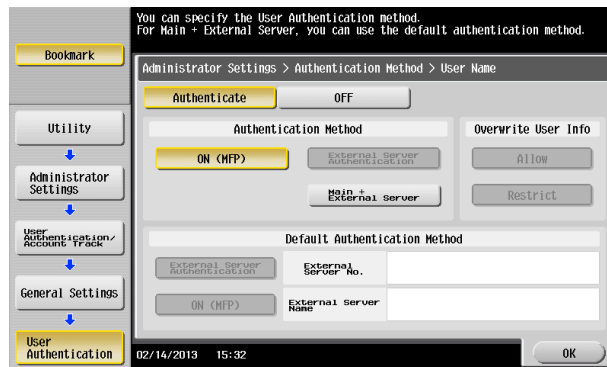 You can specify the User Authentication method.
For Main + External Server, you can use the default authentication method.
Bookmark
Administrator Settings > Authentication Method > User Name
Authenticate
OFF
Utility
Authentication Method
Overwrite User Info
ON (MFP)
External Server
Authentication
Allow
Administrator
Settings
Main +
External Server
Restrict
User
Authentication/
Account Track
Default Authentication Method
External Server
Authentication
External
Server No.
General Settings
ON (MFP)
External Server
Name
User
Authentication
02/14/2013 15:32
OK